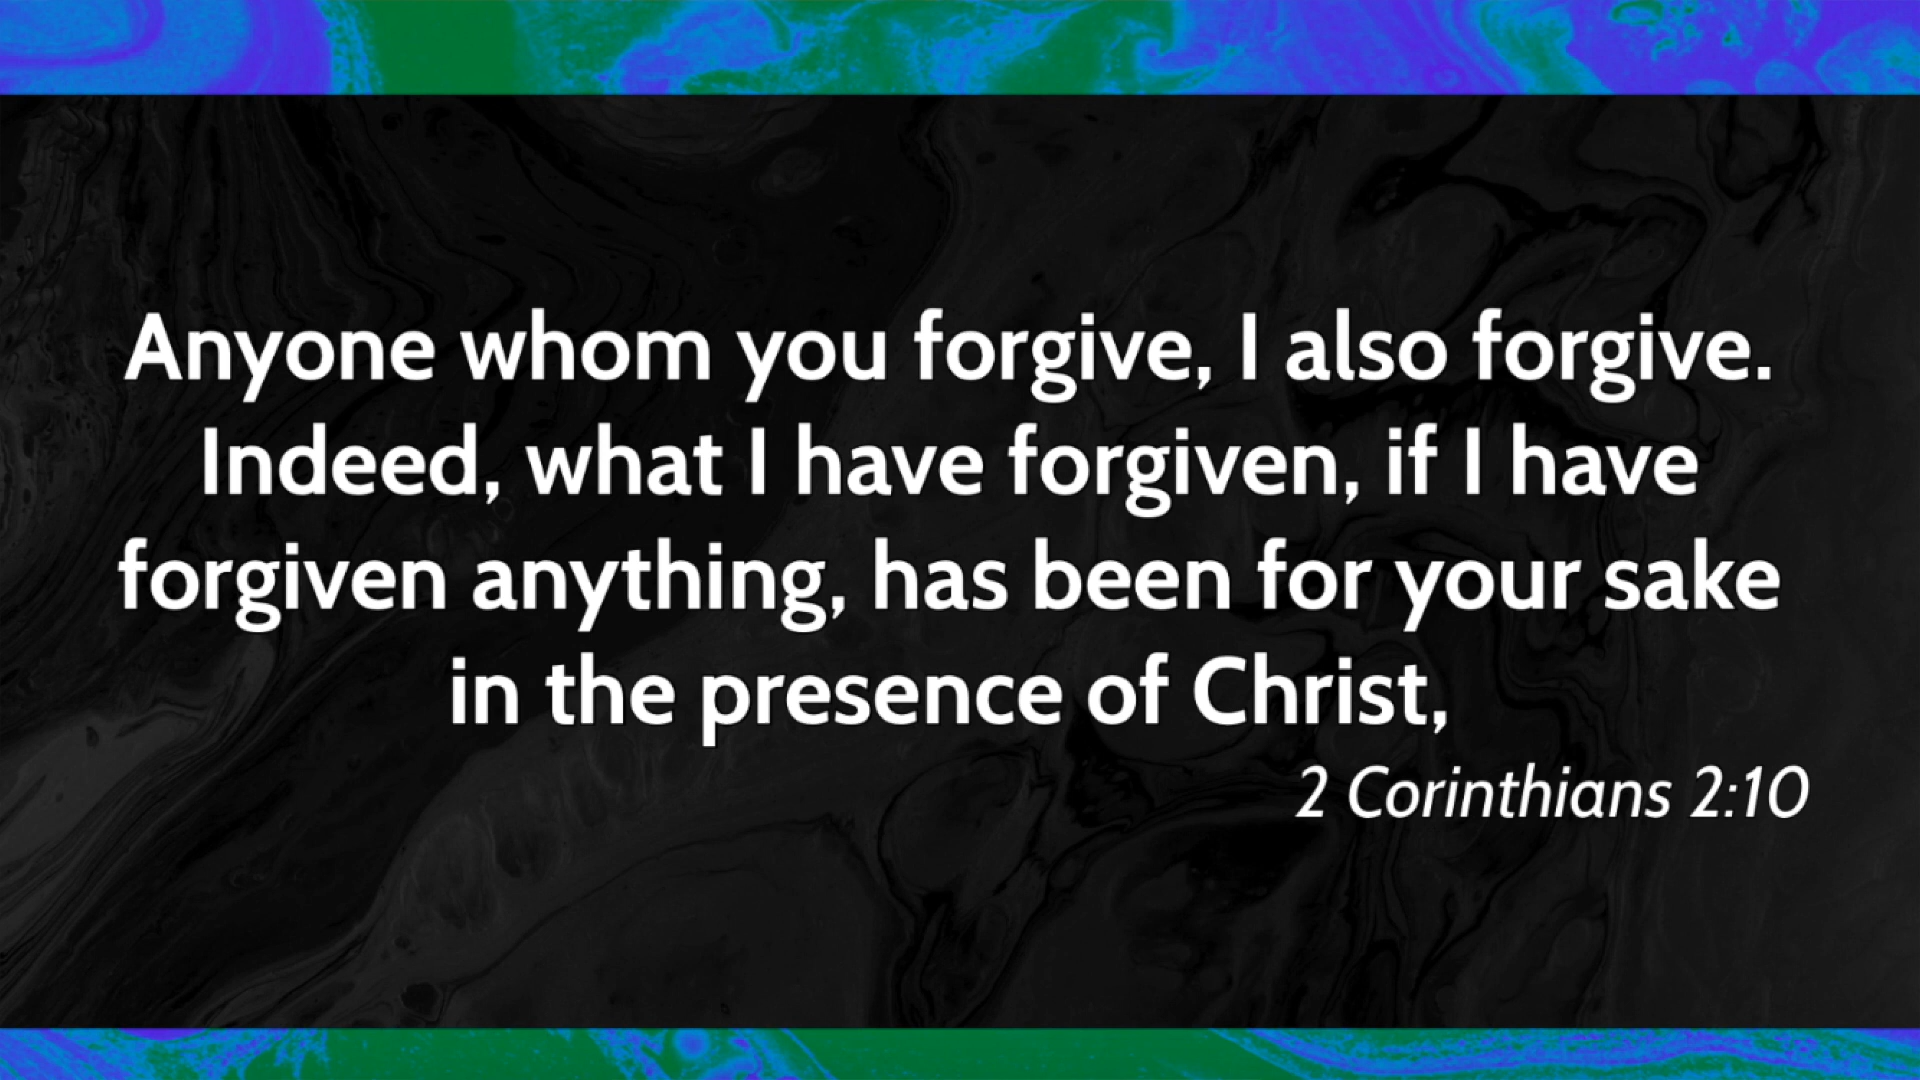 Anyone whom you forgive, I also forgive.
Indeed, what I have forgiven, if I have
forgiven anything, has been for your sake
in the presence of Christ,
2 Corinthians 2:10